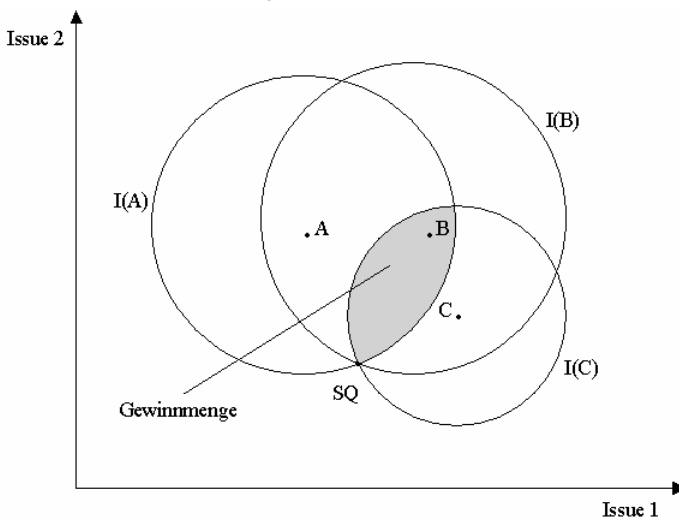 Issue 2
I(B)
I(A)
A
B
C
I(C)
SQ
Gewinnmenge
Issue 1